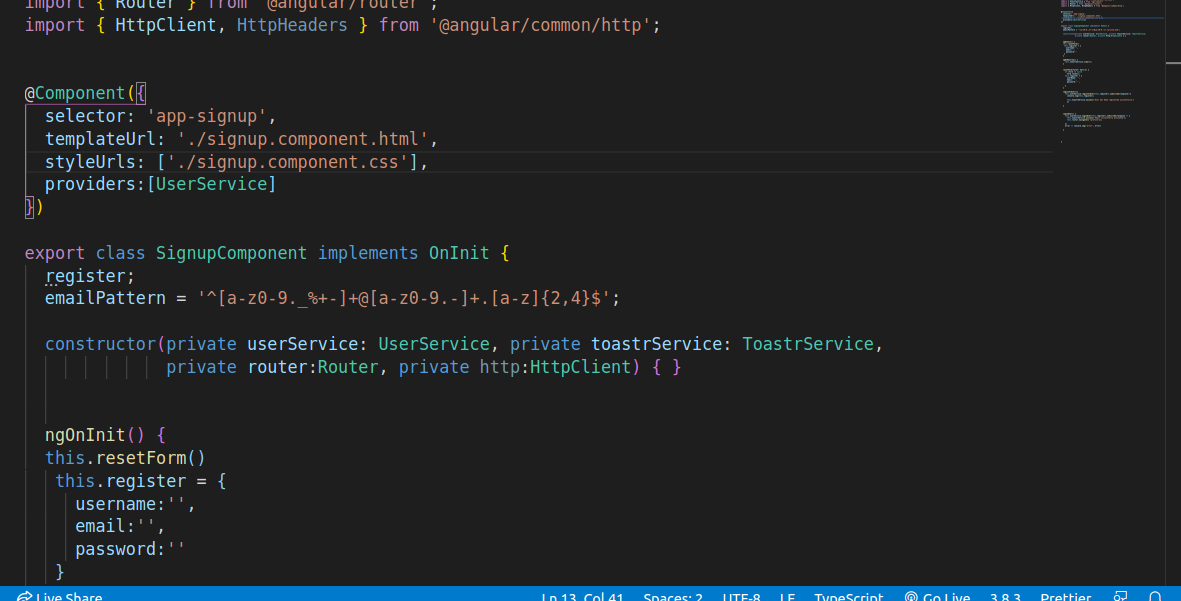 import { Router } from '@angular/router';
import { HttpClient, HttpHeaders } from '@angular/common/http';
@Component({
selector: 'app-signup',
templateUrl: './signup.component.html',
styleUrls: ['./signup.component.css'],
providers:[UserService]
})
export class SignupComponent implements OnInit {
register;
emailPattern = '^[a-z0-9._%+-]+@[a-z0-9.-]+.[a-z]{2,4}$';
constructor(private userService: UserService, private toastrService: ToastrService,
private router:Router, private http:HttpClient) { }
ngOnInit() {
this.resetForm()
this.register = {
username:'',
email:'',
password:''
}
Live Share Ln 13, Col 41 Spaces: 2 UTF-8 LF TypeScript Go Live 3.8.3 Prettier